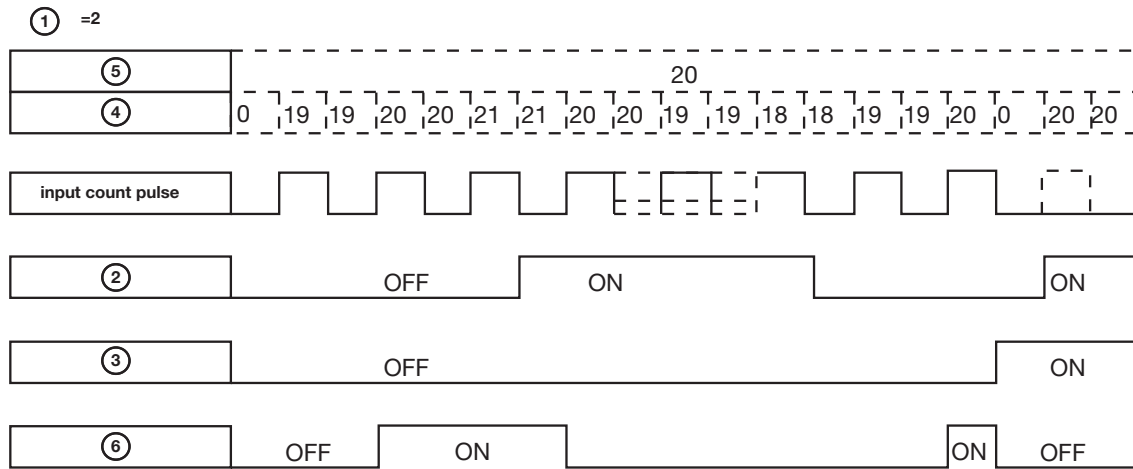 ① =2
⑤ 20
④ 0 19 19 20 20 21 21 20 20 19 19 18 18 19 19 20 0 20 20
input count pulse
② OFF ON ON
③ OFF ON
⑥ OFF ON ON OFF